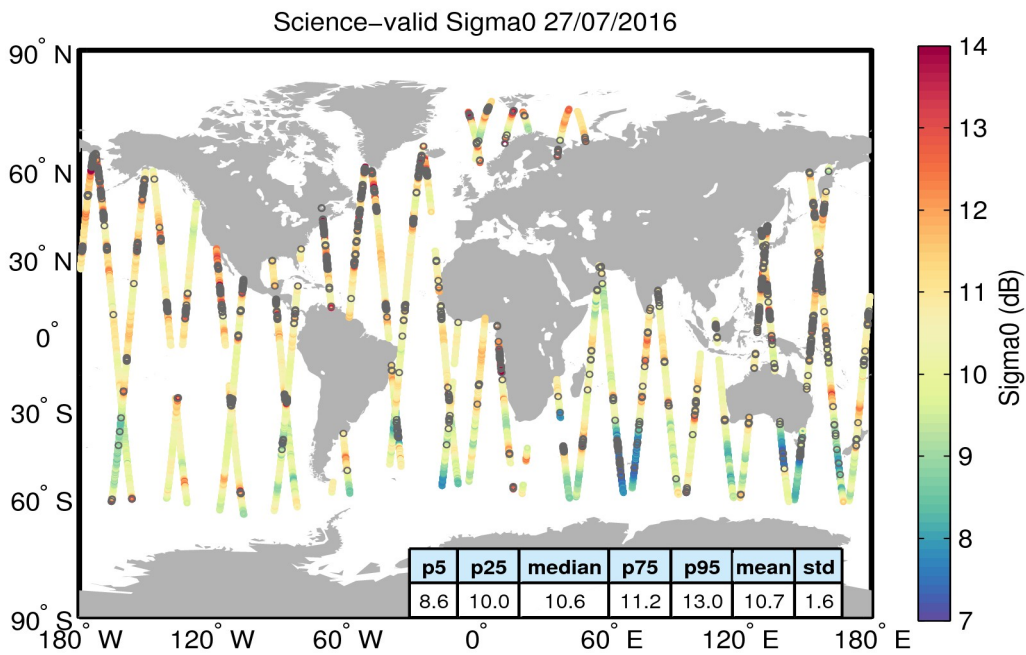 Science−valid Sigma0 27/07/2016
90° N
60° N
30° N
0°
30° S
60° S
90° S
180° W
120° W
60° W
0°
60° E
120° E
180° E
14
13
12
11
10
9
8
7
Sigma0 (dB)
p5 p25 median p75 p95 mean std
8.6 10.0 10.6 11.2 13.0 10.7 1.6